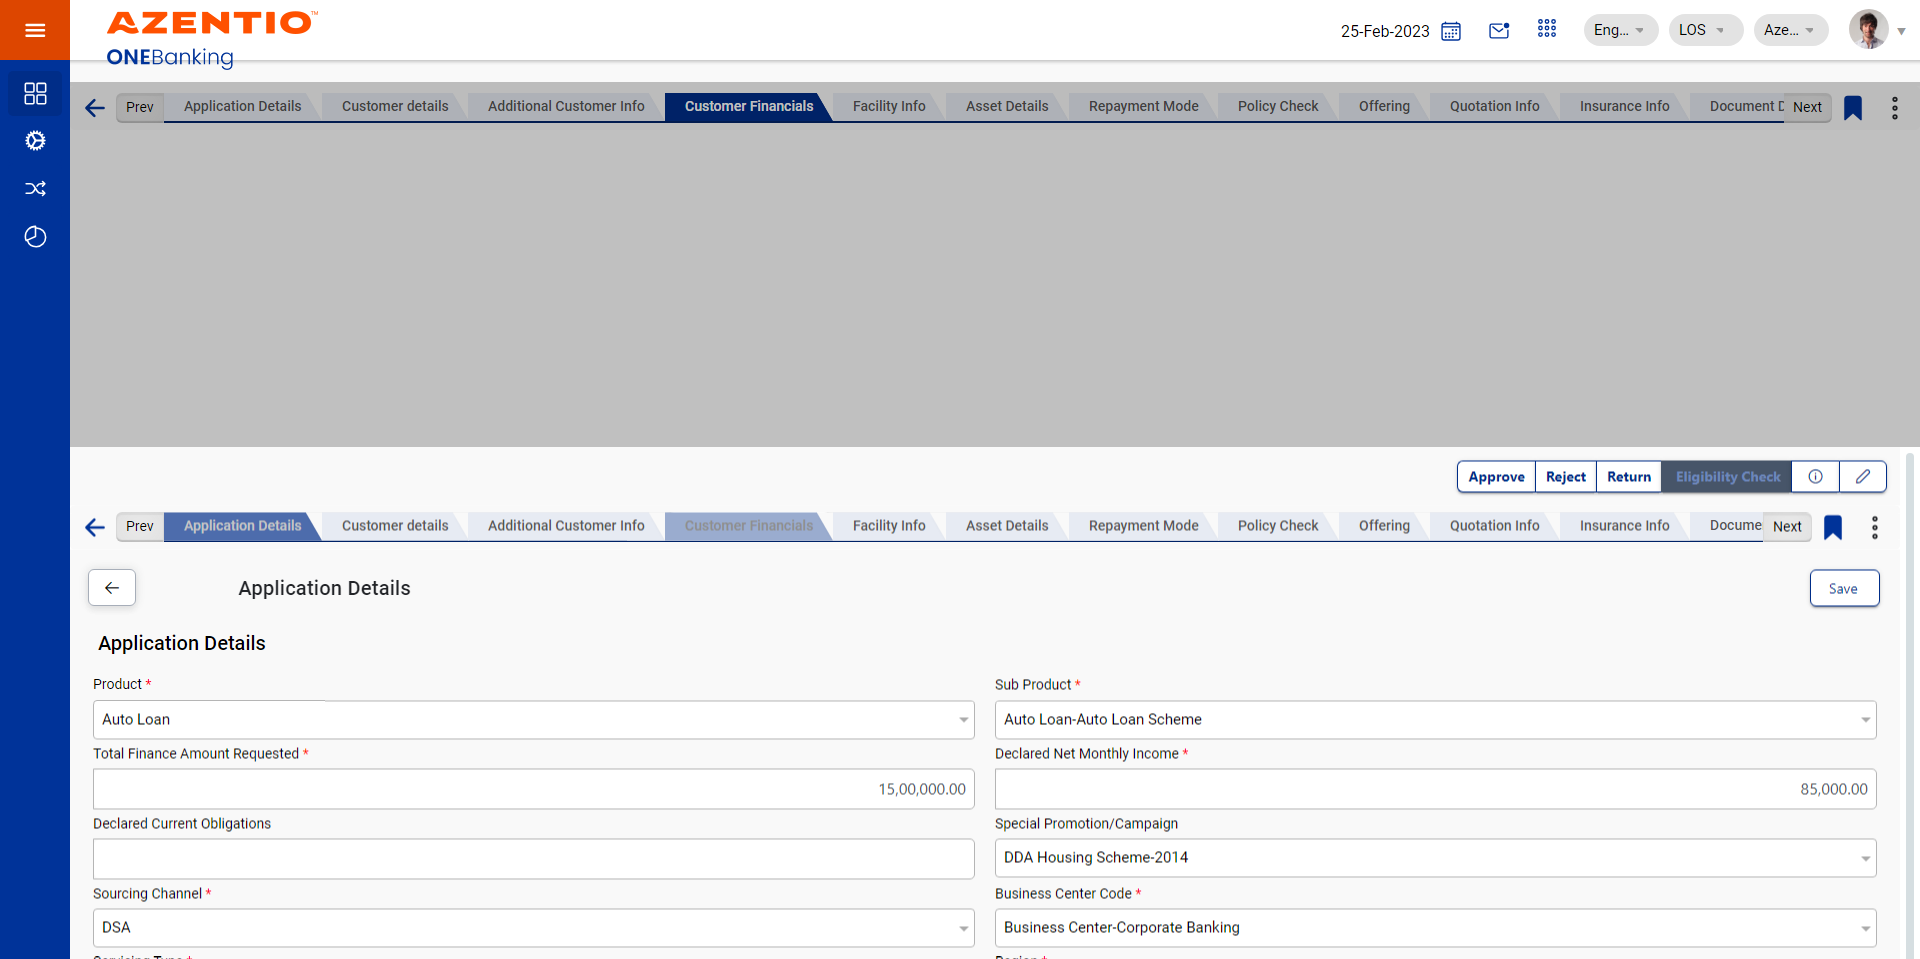 AZENTIO™
ONEBanking
25-Feb-2023
Eng...
LOS
Aze...
Prev
Application Details
Customer details
Additional Customer Info
Customer Financials
Facility Info
Asset Details
Repayment Mode
Policy Check
Offering
Quotation Info
Insurance Info
Document D
Next
Approve
Reject
Return
Eligibility Check
Prev
Application Details
Customer details
Additional Customer Info
Customer Financials
Facility Info
Asset Details
Repayment Mode
Policy Check
Offering
Quotation Info
Insurance Info
Docume
Next
Application Details
Save
Application Details
Product *
Sub Product *
Auto Loan
Auto Loan-Auto Loan Scheme
Total Finance Amount Requested *
Declared Net Monthly Income *
15,00,000.00
85,000.00
Declared Current Obligations
Special Promotion/Campaign
DDA Housing Scheme-2014
Sourcing Channel *
Business Center Code *
DSA
Business Center-Corporate Banking
Servicing Type *
Region *